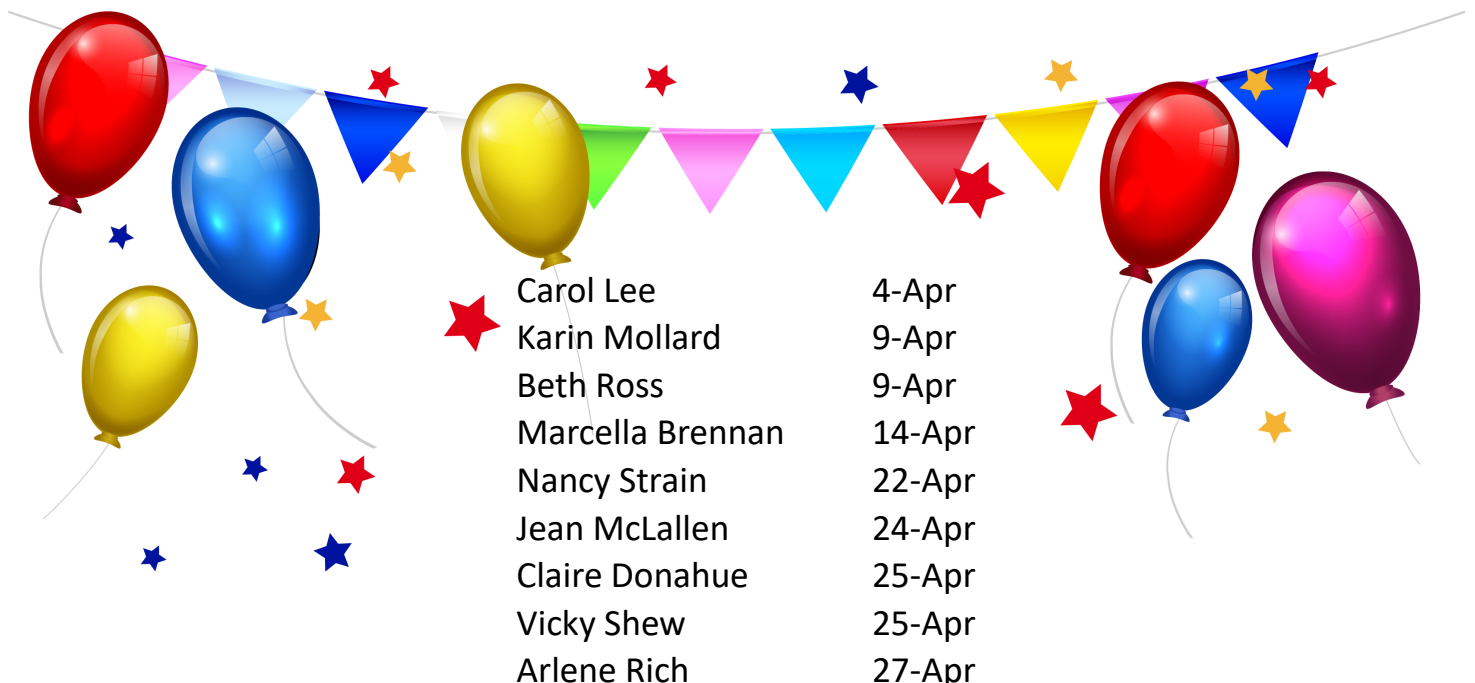 Carol Lee 4-Apr
Karin Mollard 9-Apr
Beth Ross 9-Apr
Marcella Brennan 14-Apr
Nancy Strain 22-Apr
Jean McLallen 24-Apr
Claire Donahue 25-Apr
Vicky Shew 25-Apr
Arlene Rich 27-Apr